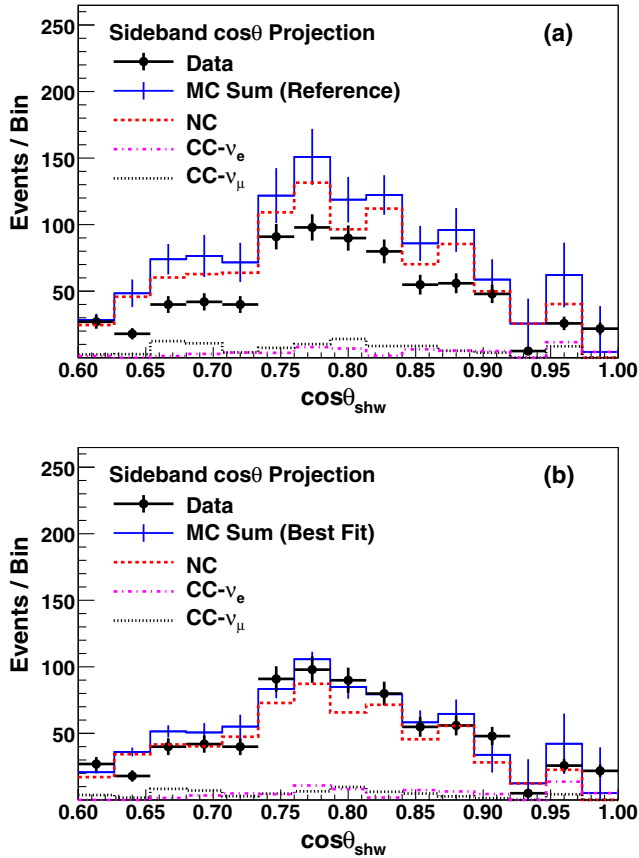 Sideband cosθ Projection
(a)
Data
MC Sum (Reference)
NC
CC-νe
CC-νμ
Events / Bin
250
200
150
100
50
0.60 0.65 0.70 0.75 0.80 0.85 0.90 0.95 1.00
cosθshw
Sideband cosθ Projection
(b)
Data
MC Sum (Best Fit)
NC
CC-νe
CC-νμ
Events / Bin
250
200
150
100
50
0.60 0.65 0.70 0.75 0.80 0.85 0.90 0.95 1.00
cosθshw